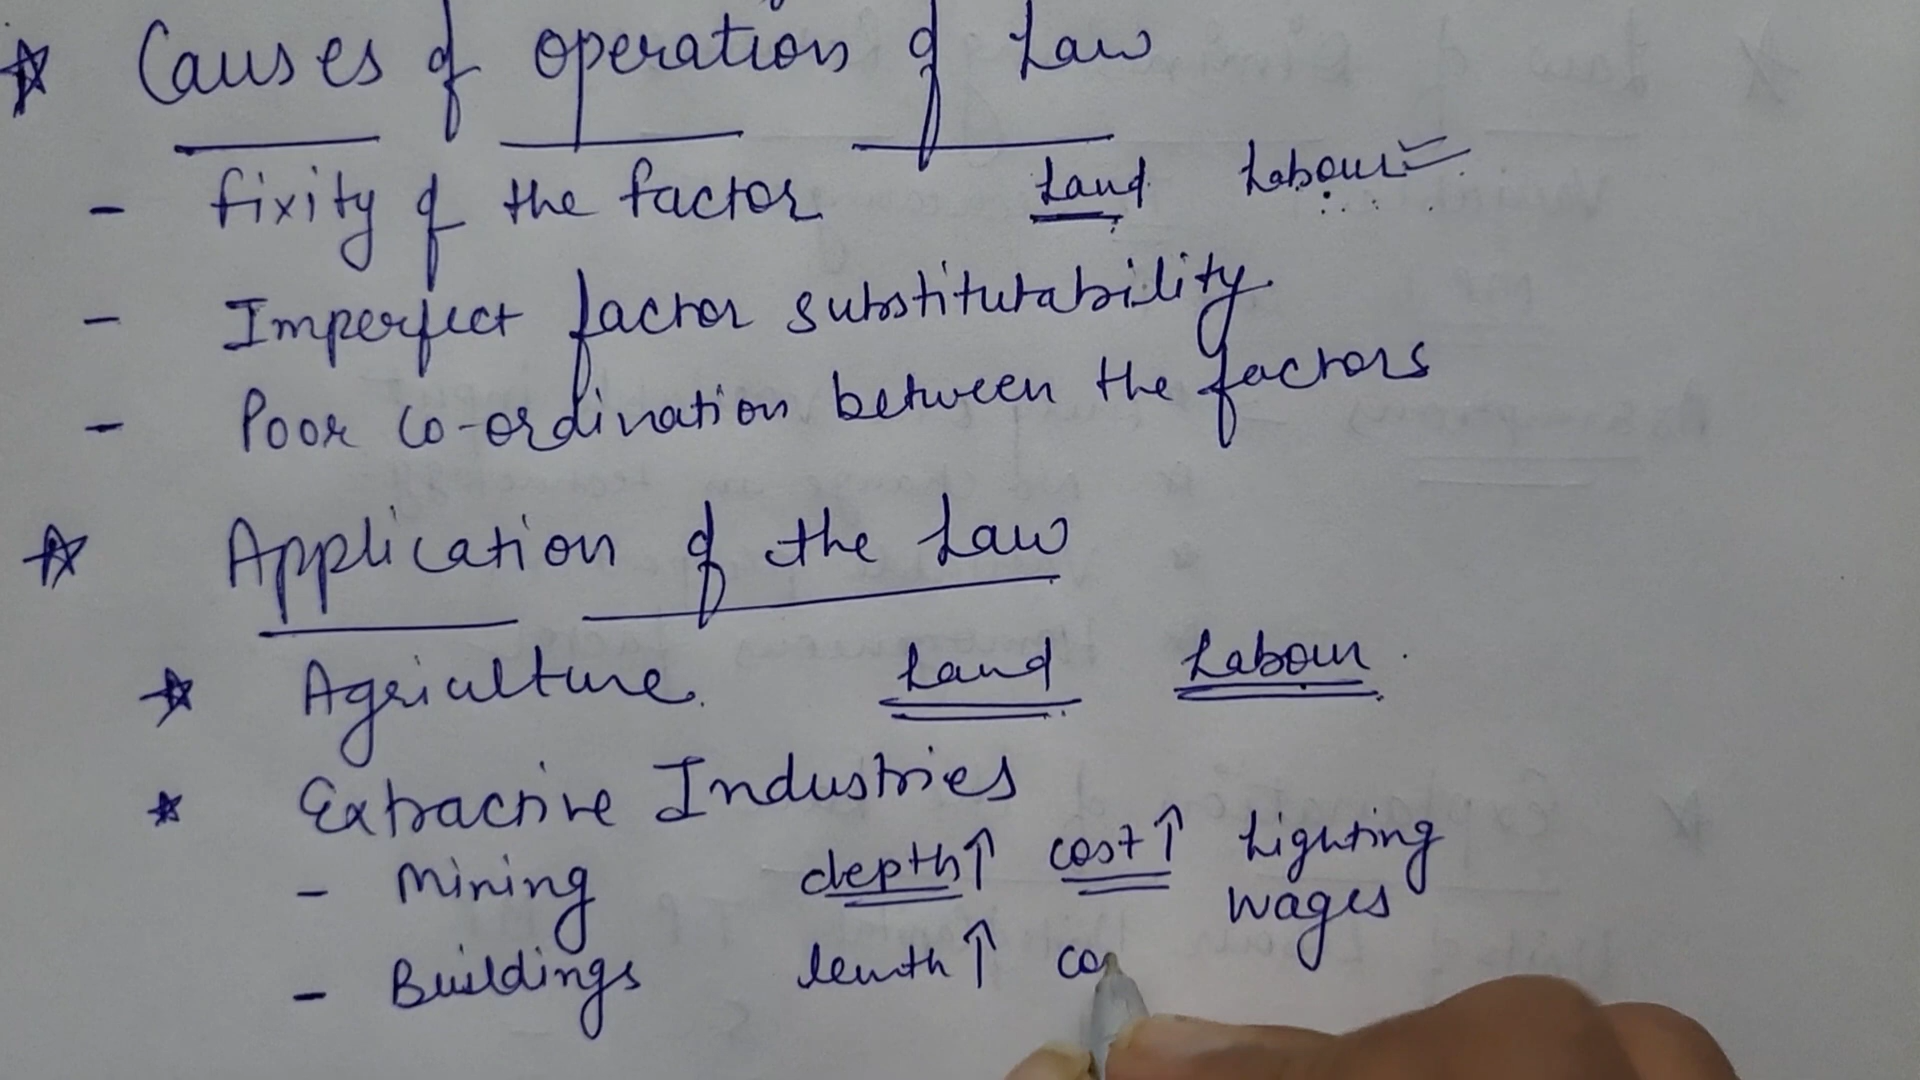 ☆ Causes of operation of Law
- fixity of the factor Land Labour
- Imperfect factor substitutability
- Poor co-ordination between the factors
☆ Application of the Law
☆ Agriculture. Land Labour.
* Extractive Industries
- Mining depth↑ cost↑ Lighting
wages
- Buildings lenth↑ co